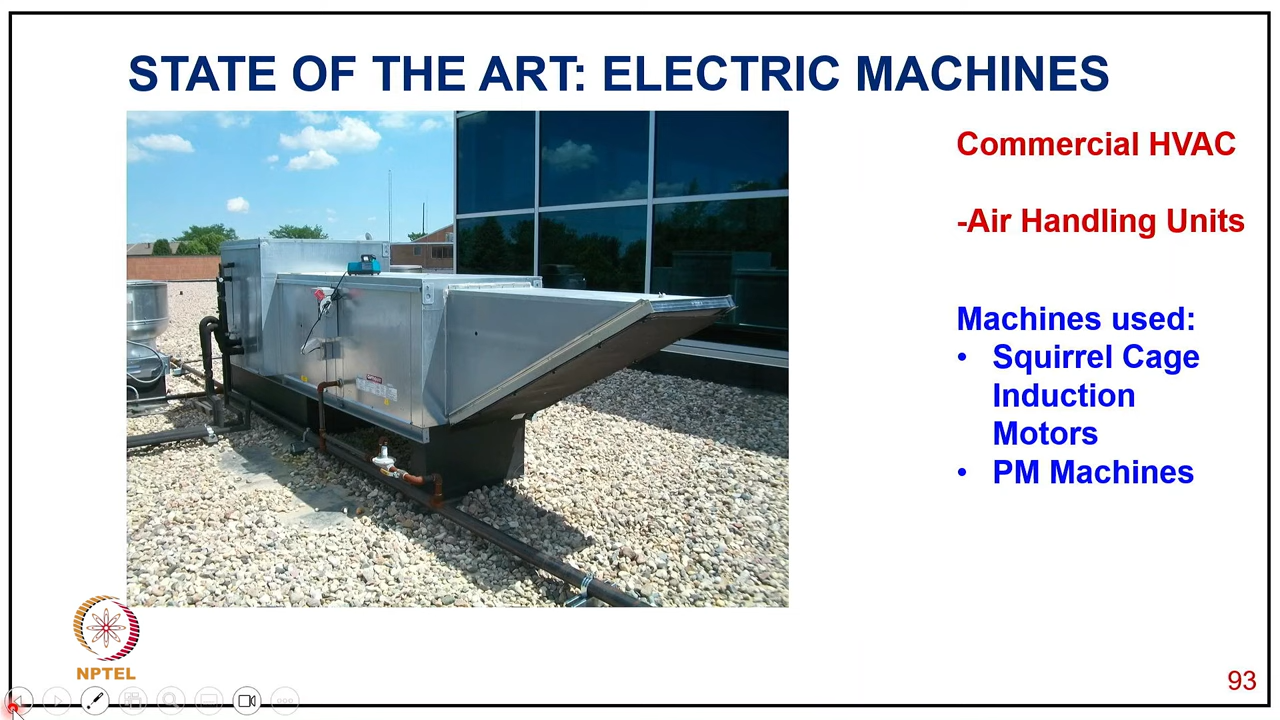 STATE OF THE ART: ELECTRIC MACHINES
Commercial HVAC
-Air Handling Units
Machines used:
• Squirrel Cage
Induction
Motors
• PM Machines
NPTEL
93